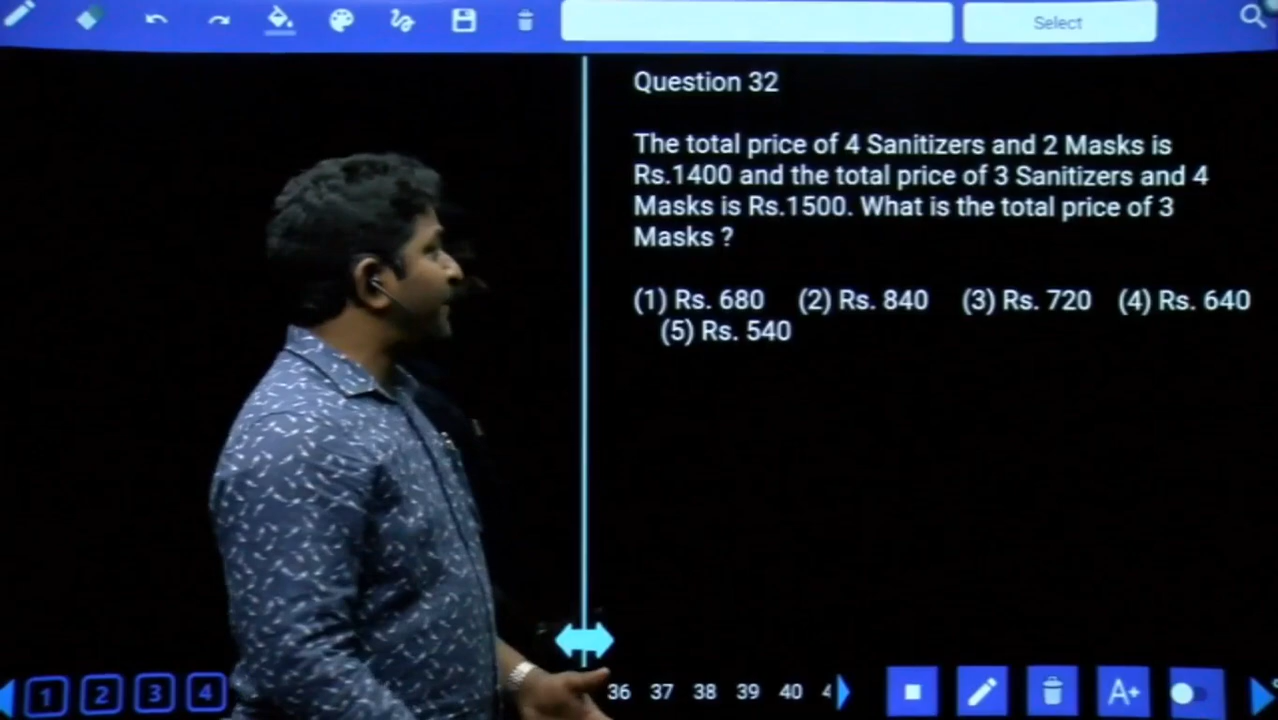 Select
Question 32
The total price of 4 Sanitizers and 2 Masks is
Rs.1400 and the total price of 3 Sanitizers and 4
Masks is Rs.1500. What is the total price of 3
Masks ?
(1) Rs. 680 (2) Rs. 840 (3) Rs. 720 (4) Rs. 640
(5) Rs. 540
1 2 3 4 36 37 38 39 40 A+